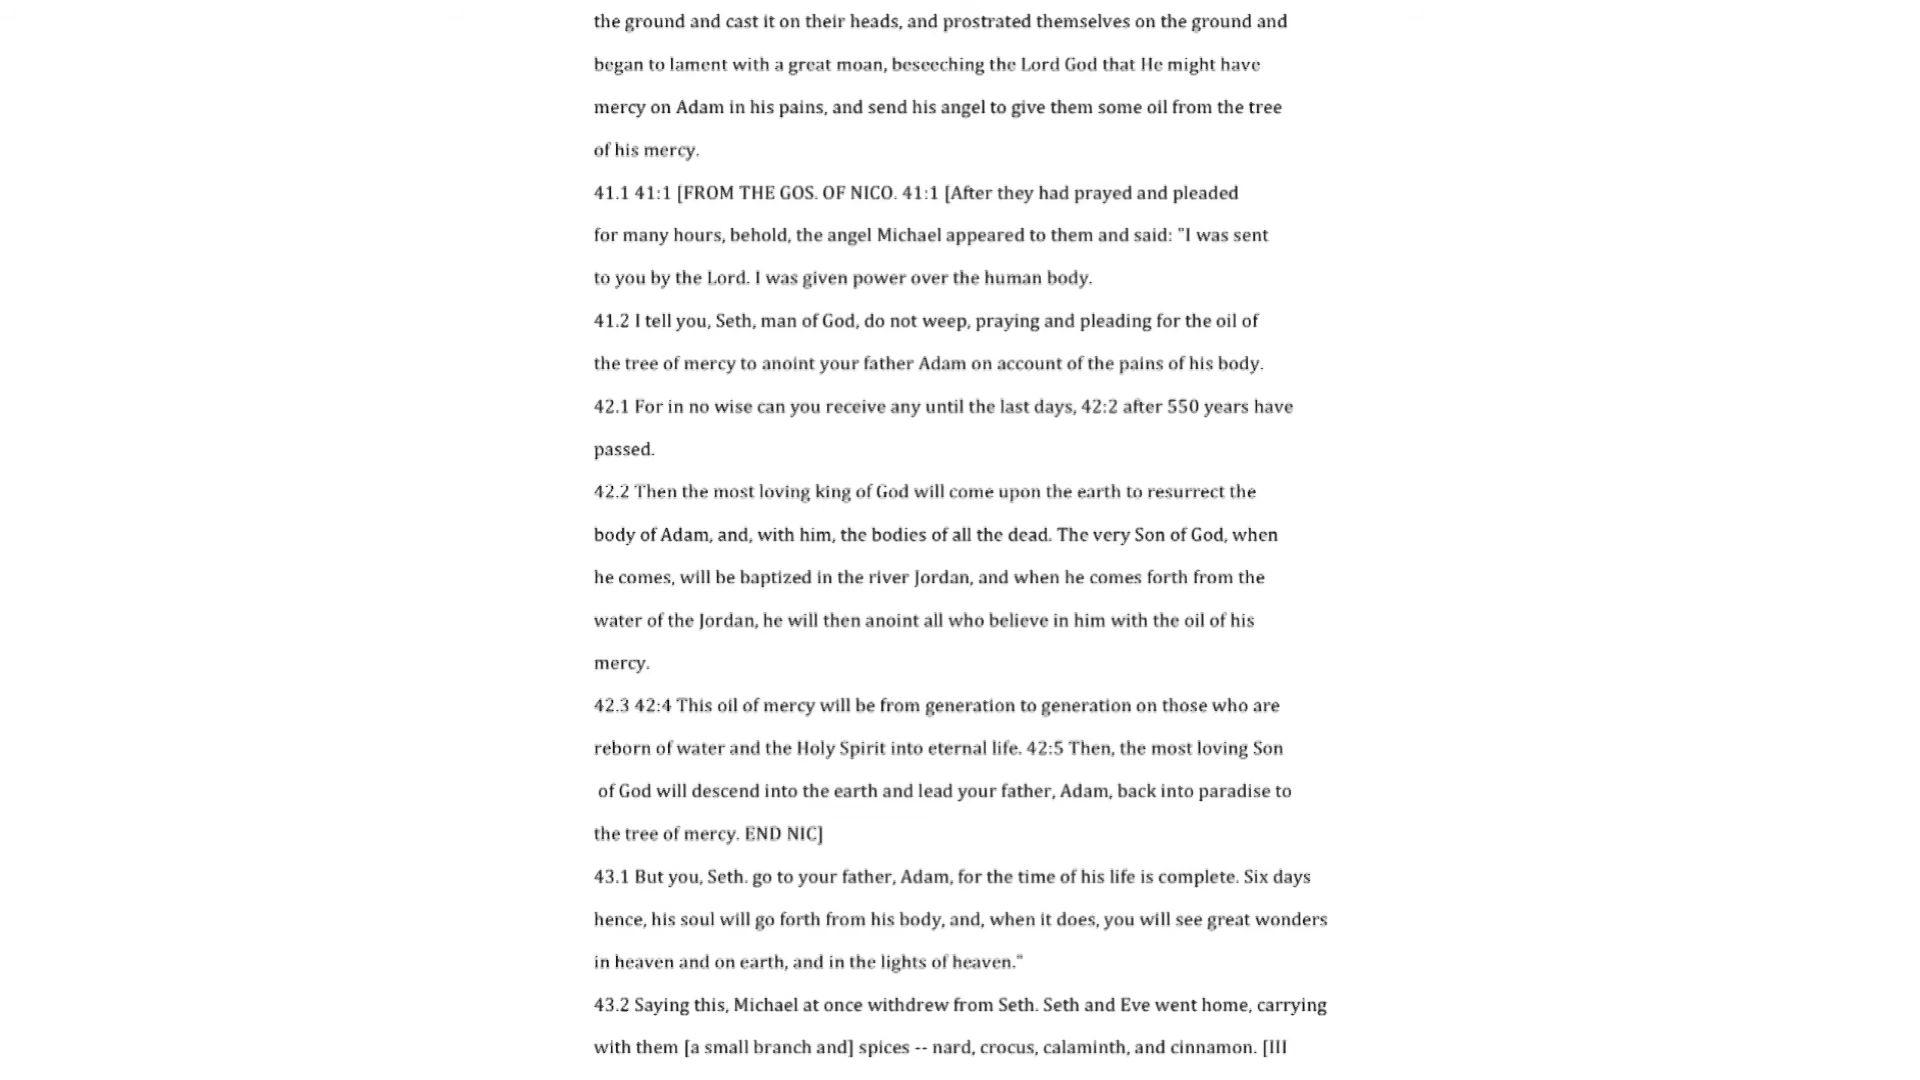 the ground and cast it on their heads, and prostrated themselves on the ground and
began to lament with a great moan, beseeching the Lord God that He might have
mercy on Adam in his pains, and send his angel to give them some oil from the tree
of his mercy.
41.1 41:1 [FROM THE GOS. OF NICO. 41:1 [After they had prayed and pleaded
for many hours, behold, the angel Michael appeared to them and said: "I was sent
to you by the Lord. I was given power over the human body.
41.2 I tell you, Seth, man of God, do not weep, praying and pleading for the oil of
the tree of mercy to anoint your father Adam on account of the pains of his body.
42.1 For in no wise can you receive any until the last days, 42:2 after 550 years have
passed.
42.2 Then the most loving king of God will come upon the earth to resurrect the
body of Adam, and, with him, the bodies of all the dead. The very Son of God, when
he comes, will be baptized in the river Jordan, and when he comes forth from the
water of the Jordan, he will then anoint all who believe in him with the oil of his
mercy.
42.3 42:4 This oil of mercy will be from generation to generation on those who are
reborn of water and the Holy Spirit into eternal life. 42:5 Then, the most loving Son
of God will descend into the earth and lead your father, Adam, back into paradise to
the tree of mercy. END NIC]
43.1 But you, Seth. go to your father, Adam, for the time of his life is complete. Six days
hence, his soul will go forth from his body, and, when it does, you will see great wonders
in heaven and on earth, and in the lights of heaven."
43.2 Saying this, Michael at once withdrew from Seth. Seth and Eve went home, carrying
with them [a small branch and] spices -- nard, crocus, calaminth, and cinnamon. [III